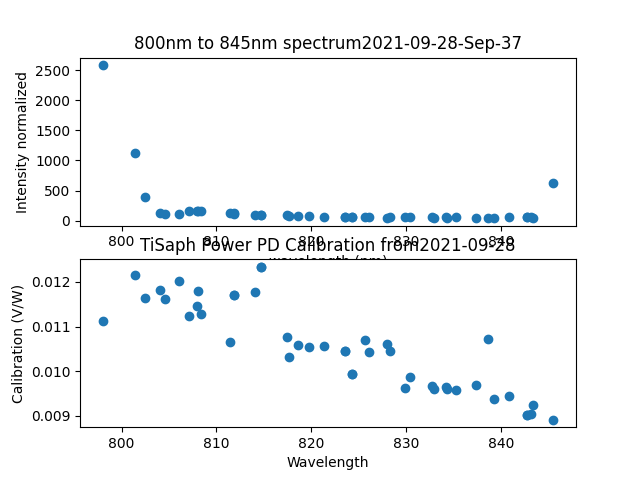 800nm to 845nm spectrum2021-09-28-Sep-37
Intensity normalized
2500
2000
1500
1000
500
0
800 810 820 830 840
wavelength (nm)
TiSaph Power PD Calibration from2021-09-28
Calibration (V/W)
0.012
0.011
0.010
0.009
800 810 820 830 840
Wavelength